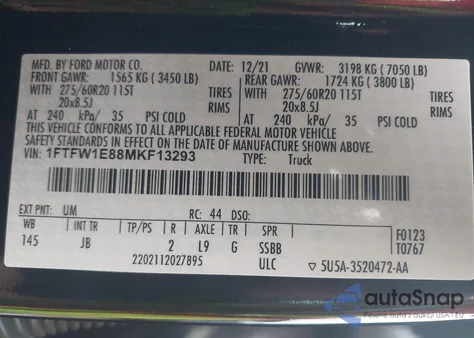 MFD. BY FORD MOTOR CO.
DATE: 12/21 GVWR: 3198 KG (7050 LB)
FRONT GAWR: 1565 KG (3450 LB) REAR GAWR: 1724 KG (3800 LB)
WITH 275/60R20 115T TIRES WITH 275/60R20 115T TIRES
20x8.5J RIMS 20x8.5J RIMS
AT 240 kPa/ 35 PSI COLD AT 240 kPa/ 35 PSI COLD
THIS VEHICLE CONFORMS TO ALL APPLICABLE FEDERAL MOTOR VEHICLE
SAFETY STANDARDS IN EFFECT ON THE DATE OF MANUFACTURE SHOWN ABOVE.
VIN: 1FTFW1E88MKF13293 TYPE: Truck
EXT PNT: UM RC: 44 DSO:
WB INT TR TP/PS R AXLE TR SPR F0123
145 JB 2 L9 G SSBB T0767
2202112027895 ULC ▽ 5U5A-3520472-AA
autoSnap
Pewne auto z licytacji USA i EU